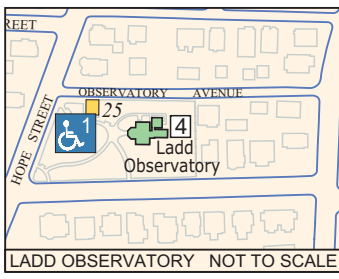 REET
OBSERVATORY AVENUE
25
1
4
HOPE STREET
Ladd
Observatory
LADD OBSERVATORY NOT TO SCALE